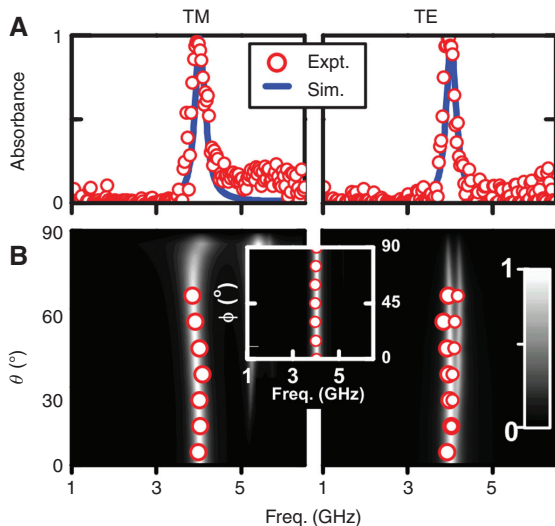 TM
TE
A
1
Absorbance
0
Expt.
Sim.
B
90
60
30
0
θ (°)
1
3
5
1
3
5
Freq. (GHz)
ϕ (°)
90
45
0
1
3
5
Freq. (GHz)
1
0